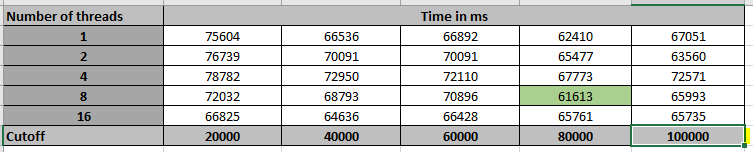 Number of threads Time in ms
1 75604 66536 66892 62410 67051
2 76739 70091 70091 65477 63560
4 78782 72950 72110 67773 72571
8 72032 68793 70896 61613 65993
16 66825 64636 66428 65761 65735
Cutoff 20000 40000 60000 80000 100000